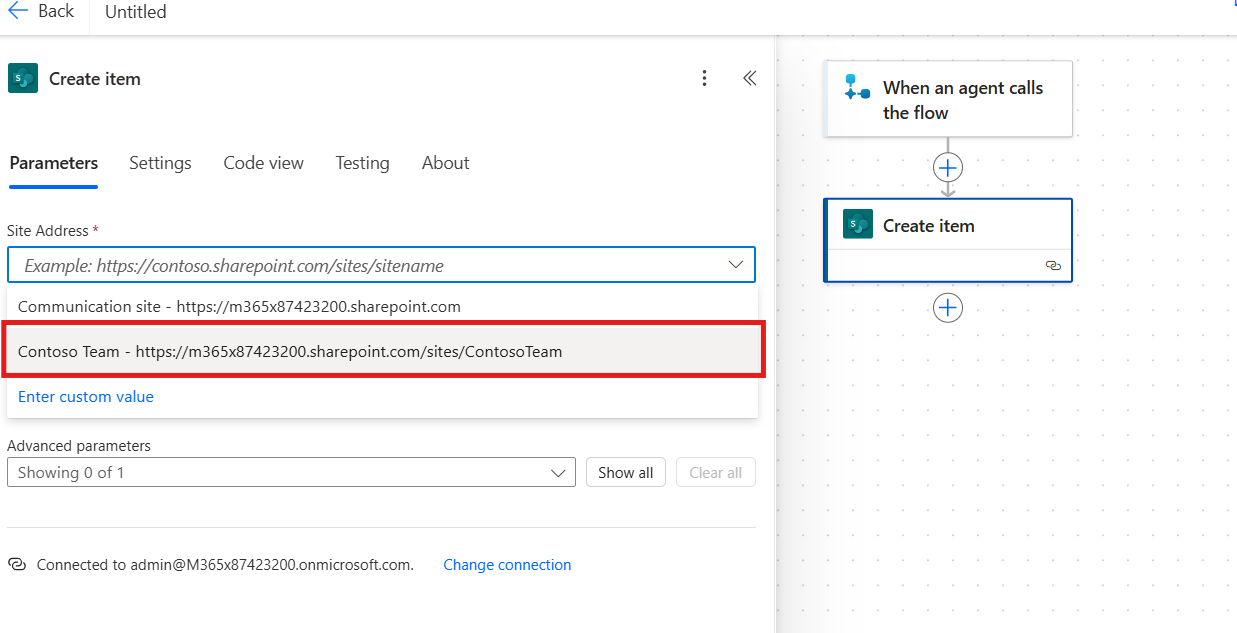 Back
Untitled
Create item
Parameters
Settings
Code view
Testing
About
Site Address *
Example: https://contoso.sharepoint.com/sites/sitename
Communication site - https://m365x87423200.sharepoint.com
Contoso Team - https://m365x87423200.sharepoint.com/sites/ContosoTeam
Enter custom value
Advanced parameters
Showing 0 of 1
Show all
Clear all
Connected to admin@M365x87423200.onmicrosoft.com.
Change connection
When an agent calls
the flow
Create item